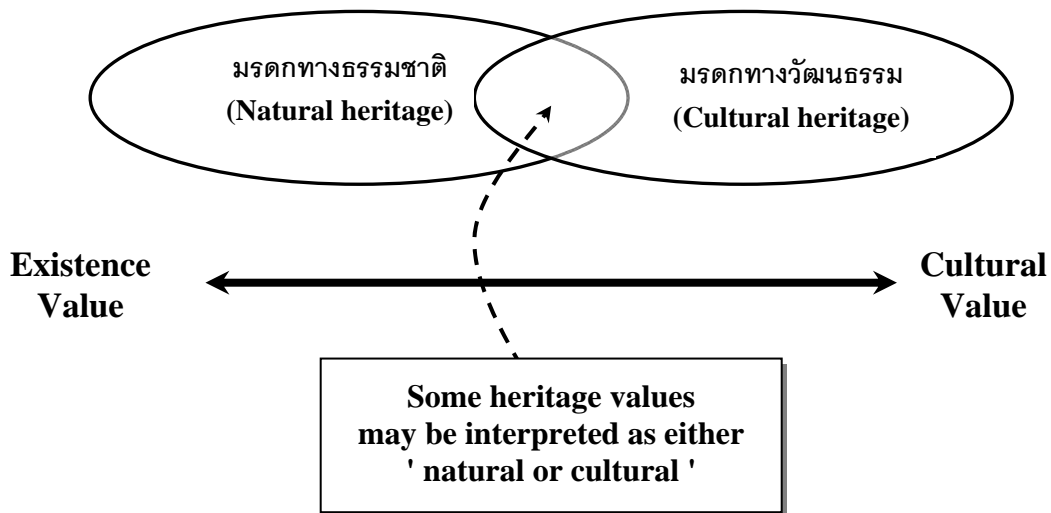 มรดกทางธรรมชาติ
(Natural heritage)
มรดกทางวัฒนธรรม
(Cultural heritage)
Existence
Value
Cultural
Value
Some heritage values
may be interpreted as either
' natural or cultural '